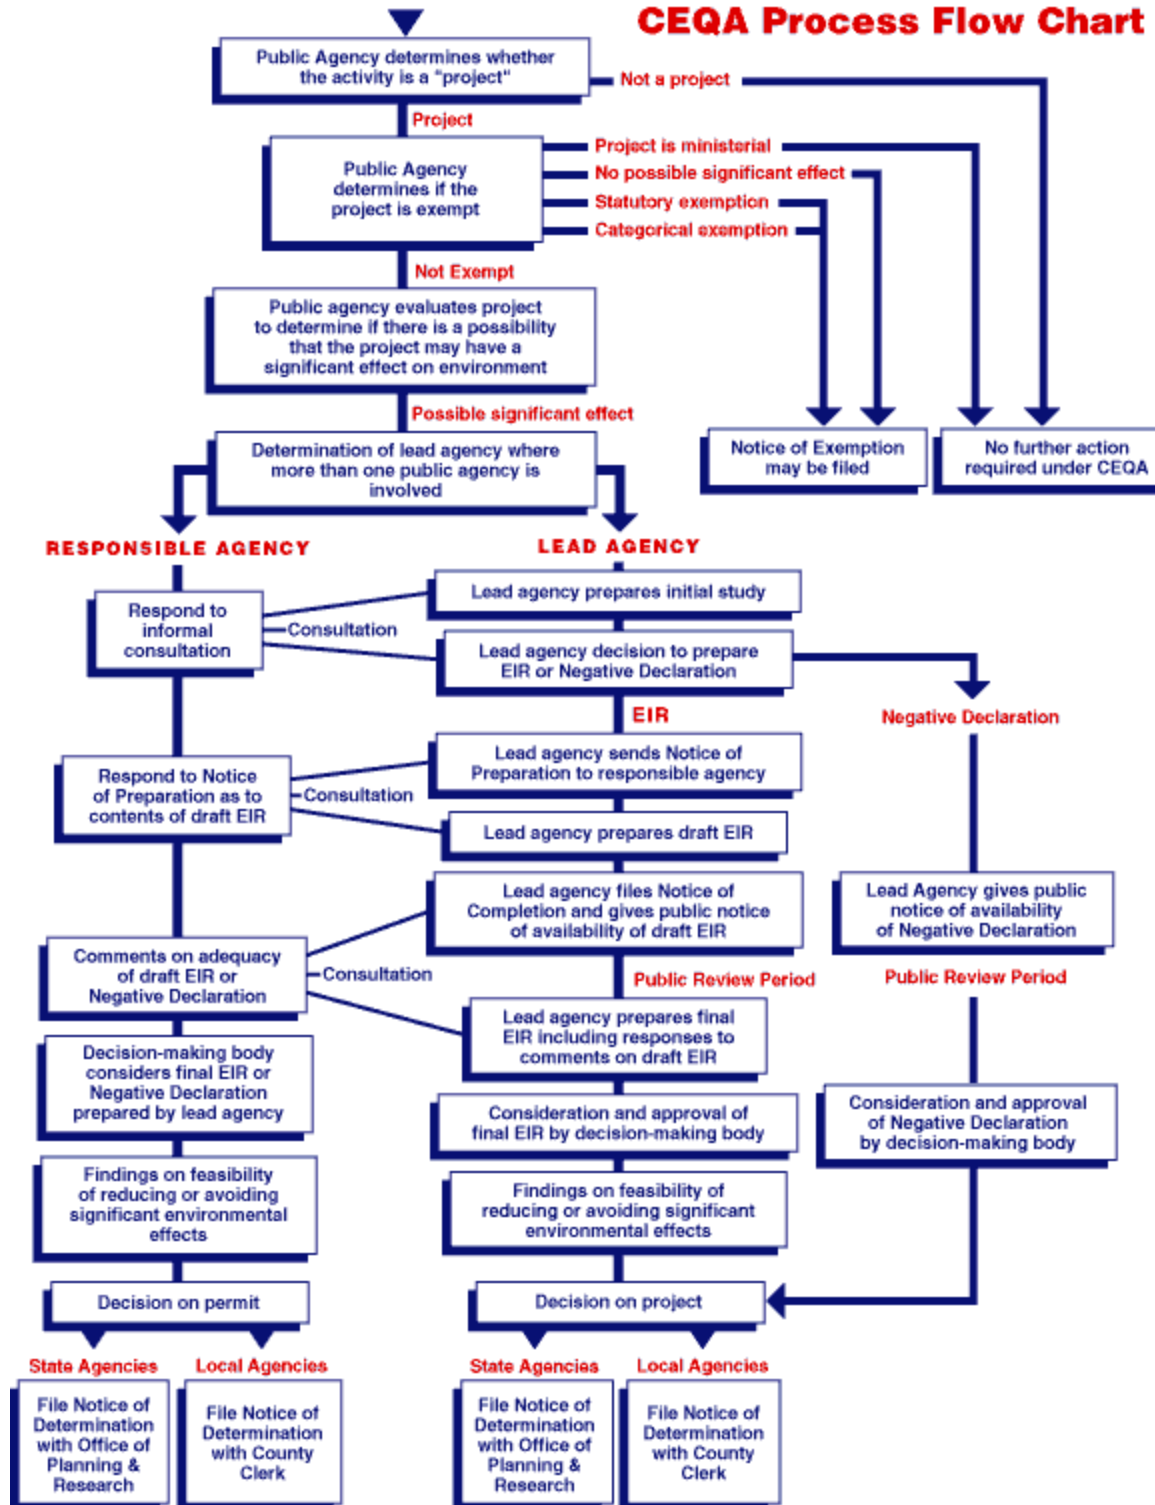 CEQA Process Flow Chart
Public Agency determines whether
the activity is a "project"
Not a project
Project
Public Agency
determines if the
project is exempt
Project is ministerial
No possible significant effect
Statutory exemption
Categorical exemption
Not Exempt
Public agency evaluates project
to determine if there is a possibility
that the project may have a
significant effect on environment
Possible significant effect
Determination of lead agency where
more than one public agency is
involved
Notice of Exemption
may be filed
No further action
required under CEQA
RESPONSIBLE AGENCY
LEAD AGENCY
Respond to
informal
consultation
Consultation
Lead agency prepares initial study
Lead agency decision to prepare
EIR or Negative Declaration
EIR
Negative Declaration
Respond to Notice
of Preparation as to
contents of draft EIR
Consultation
Lead agency sends Notice of
Preparation to responsible agency
Lead agency prepares draft EIR
Lead agency files Notice of
Completion and gives public notice
of availability of draft EIR
Lead Agency gives public
notice of availability
of Negative Declaration
Comments on adequacy
of draft EIR or
Negative Declaration
Consultation
Public Review Period
Public Review Period
Lead agency prepares final
EIR including responses to
comments on draft EIR
Decision-making body
considers final EIR or
Negative Declaration
prepared by lead agency
Consideration and approval of
final EIR by decision-making body
Consideration and approval
of Negative Declaration
by decision-making body
Findings on feasibility
of reducing or avoiding
significant environmental
effects
Findings on feasibility of
reducing or avoiding significant
environmental effects
Decision on permit
Decision on project
State Agencies
Local Agencies
State Agencies
Local Agencies
File Notice of
Determination
with Office of
Planning &
Research
File Notice of
Determination
with County
Clerk
File Notice of
Determination
with Office of
Planning &
Research
File Notice of
Determination
with County
Clerk